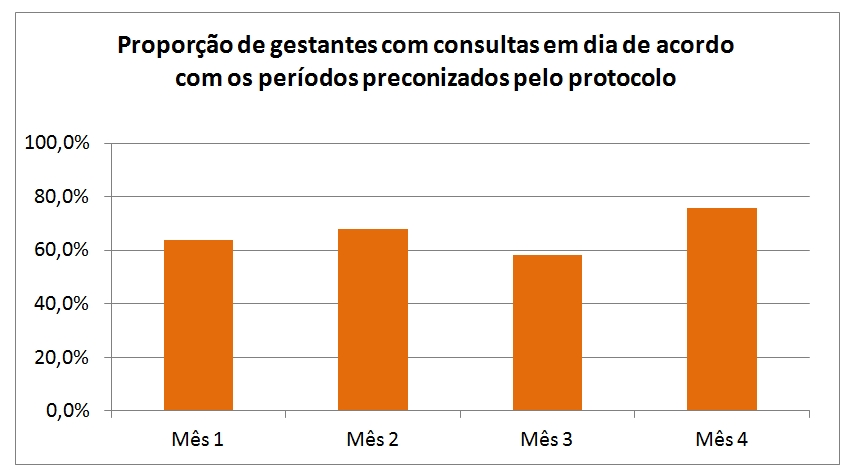 Proporção de gestantes com consultas em dia de acordo
com os períodos preconizados pelo protocolo
100,0%
80,0%
60,0%
40,0%
20,0%
0,0%
Mês 1 Mês 2 Mês 3 Mês 4